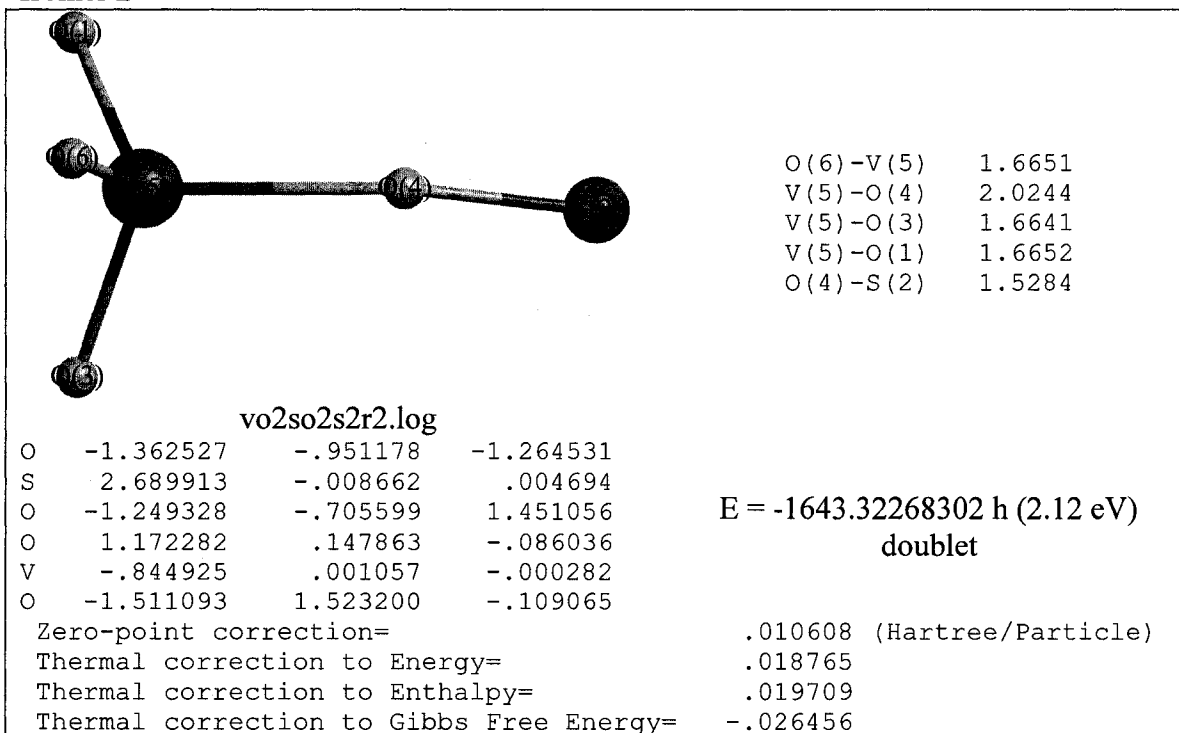 O(1)
O(6)
O(4)
O(3)
O(6)-V(5) 1.6651
V(5)-O(4) 2.0244
V(5)-O(3) 1.6641
V(5)-O(1) 1.6652
O(4)-S(2) 1.5284
vo2so2s2r2.log
O -1.362527 -.951178 -1.264531
S 2.689913 -.008662 .004694
O -1.249328 -.705599 1.451056
O 1.172282 .147863 -.086036
V -.844925 .001057 -.000282
O -1.511093 1.523200 -.109065
E = -1643.32268302 h (2.12 eV)
doublet
Zero-point correction= .010608 (Hartree/Particle)
Thermal correction to Energy= .018765
Thermal correction to Enthalpy= .019709
Thermal correction to Gibbs Free Energy= -.026456